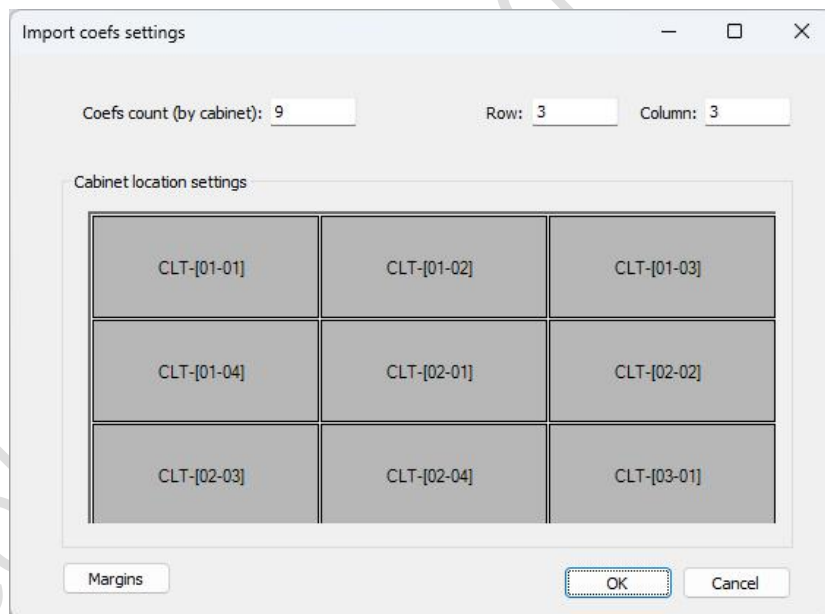 Import coefs settings
Coefs count (by cabinet): 9 Row: 3 Column: 3
Cabinet location settings
CLT-[01-01] CLT-[01-02] CLT-[01-03]
CLT-[01-04] CLT-[02-01] CLT-[02-02]
CLT-[02-03] CLT-[02-04] CLT-[03-01]
Margins OK Cancel